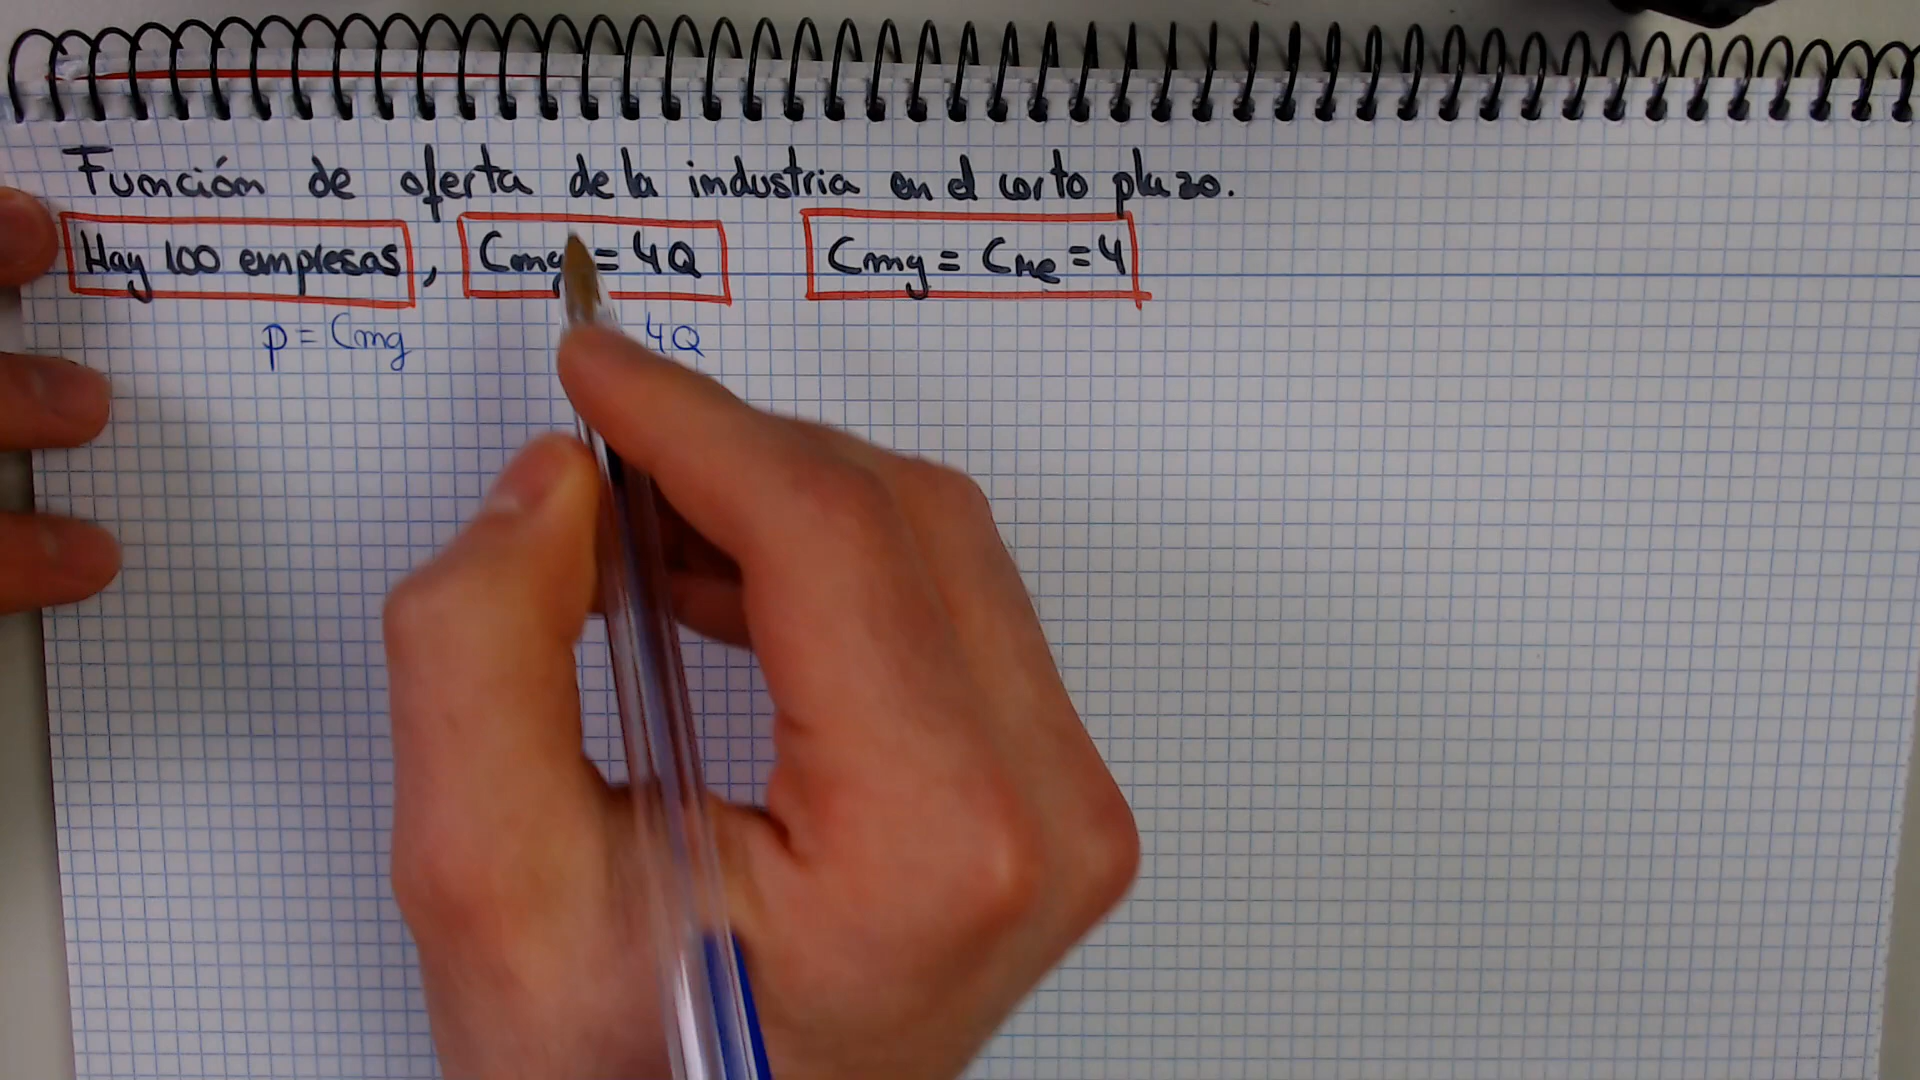 Función de oferta de la industria en el corto plazo.
Hay 100 empresas, Cmg = 4Q Cmg = CMe = 4
p = Cmg 4Q